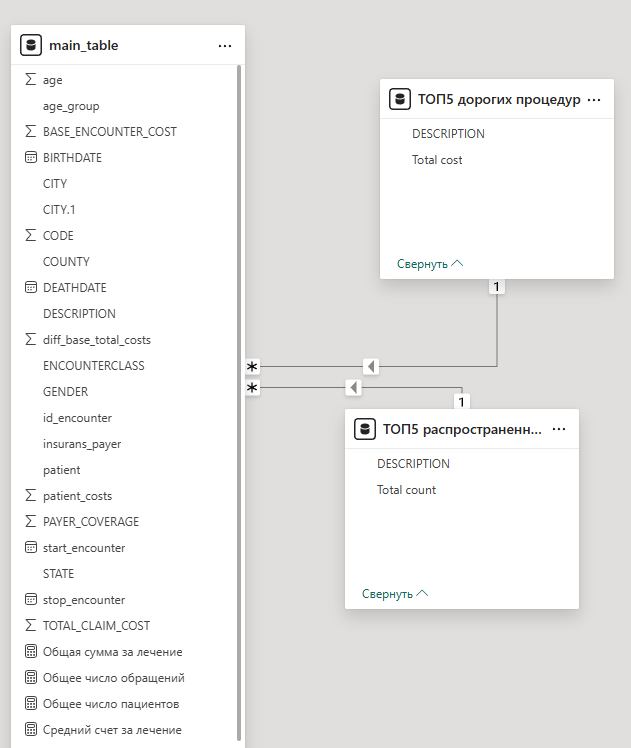 main_table
age
age_group
BASE_ENCOUNTER_COST
BIRTHDATE
CITY
CITY.1
CODE
COUNTY
DEATHDATE
DESCRIPTION
diff_base_total_costs
ENCOUNTERCLASS
GENDER
id_encounter
insurans_payer
patient
patient_costs
PAYER_COVERAGE
start_encounter
STATE
stop_encounter
TOTAL_CLAIM_COST
Общая сумма за лечение
Общее число обращений
Общее число пациентов
Средний счет за лечение
ТОП5 дорогих процедур
DESCRIPTION
Total cost
Свернуть
1
1
ТОП5 распространенн...
DESCRIPTION
Total count
Свернуть